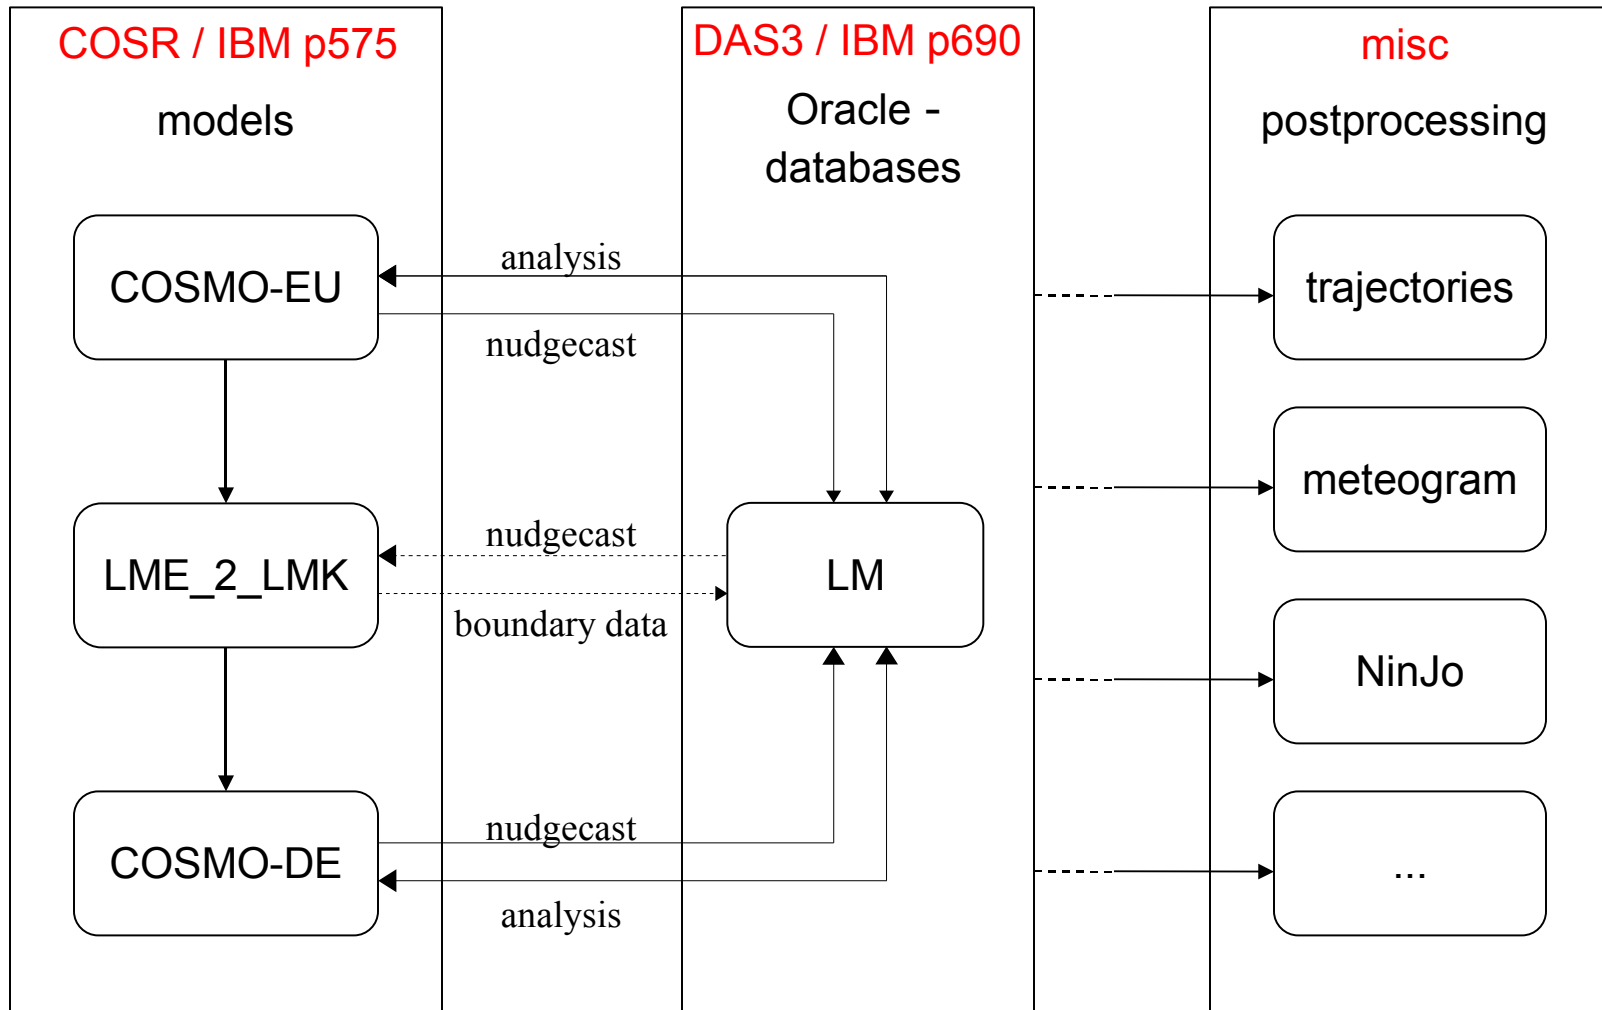 COSR / IBM p575
models
COSMO-EU
LME_2_LMK
COSMO-DE
analysis
nudgecast
nudgecast
boundary data
nudgecast
analysis
DAS3 / IBM p690
Oracle -
databases
LM
misc
postprocessing
trajectories
meteogram
NinJo
...